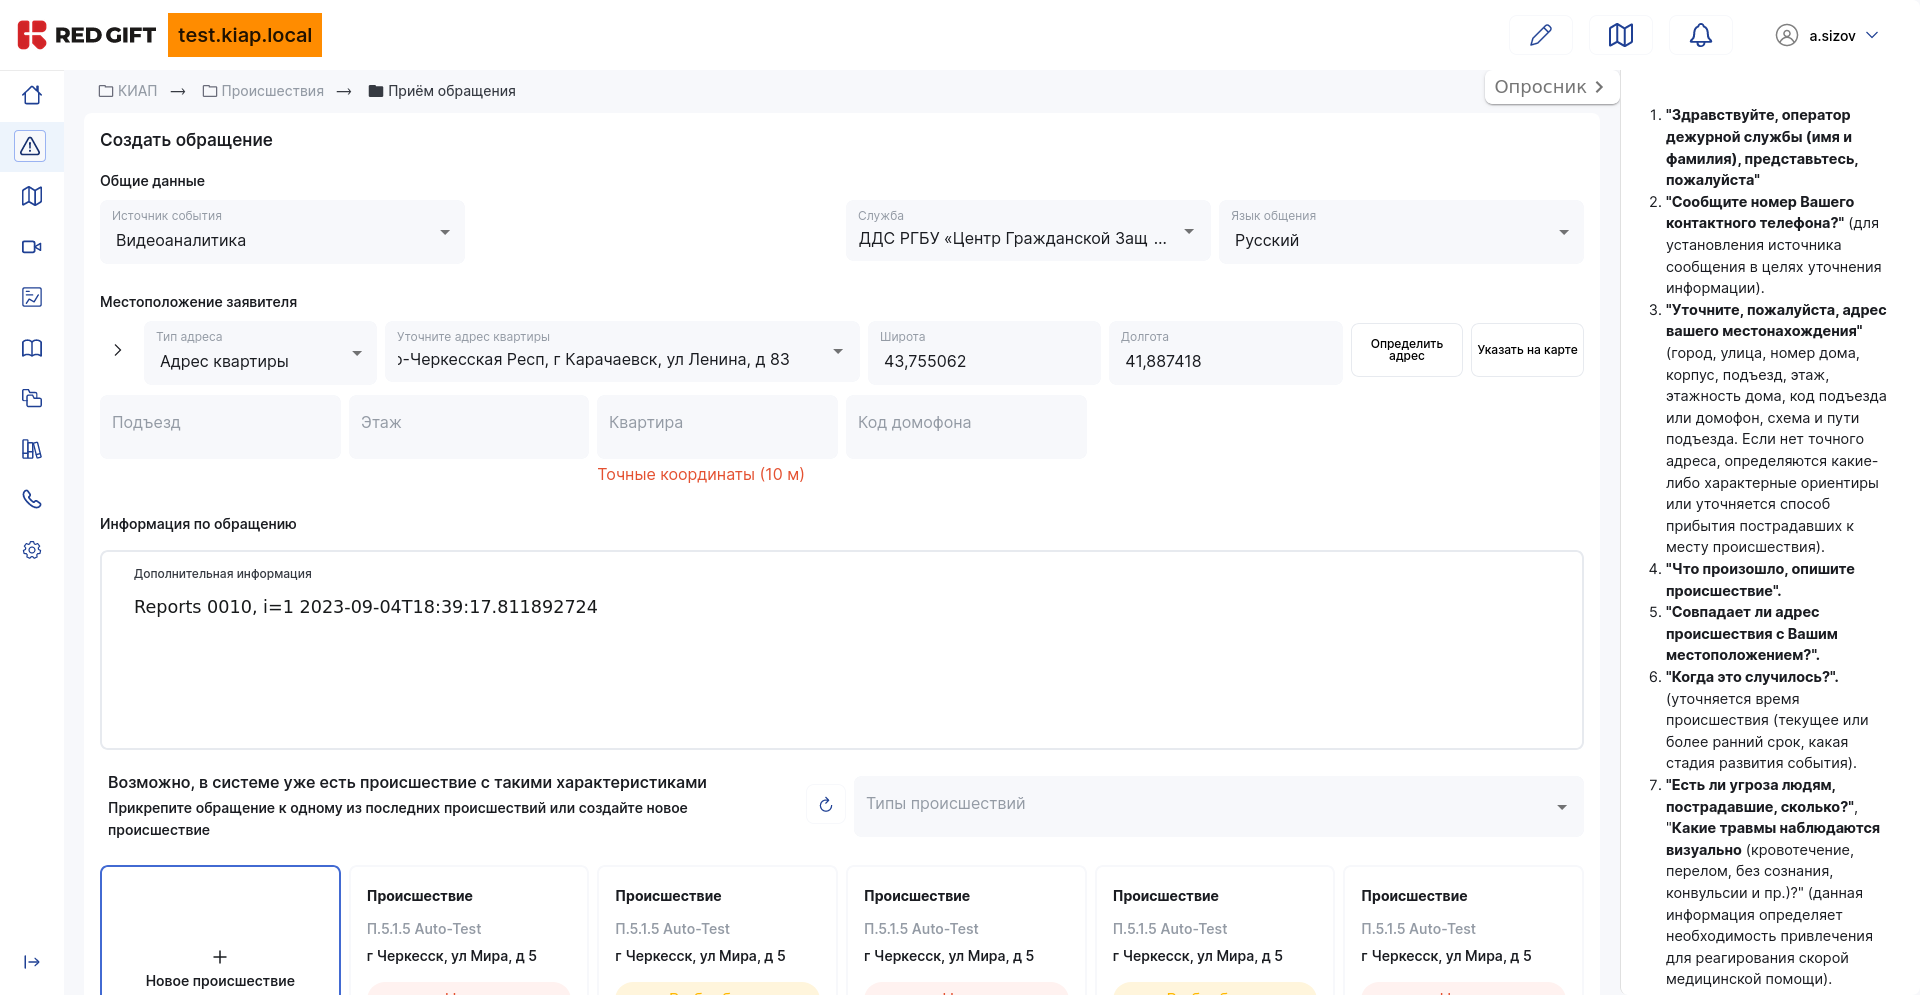 RED GIFT
test.kiap.local
a.sizov
КИАП → Происшествия → Приём обращения
Опросник
Создать обращение
Общие данные
Источник события
Видеоаналитика
Служба
ДДС РГБУ «Центр Гражданской Защ ...
Язык общения
Русский
Местоположение заявителя
Тип адреса
Адрес квартиры
Уточните адрес квартиры
о-Черкесская Респ, г Карачаевск, ул Ленина, д 83
Широта
43,755062
Долгота
41,887418
Определить
адрес
Указать на карте
Подъезд
Этаж
Квартира
Код домофона
Точные координаты (10 м)
Информация по обращению
Дополнительная информация
Reports 0010, i=1 2023-09-04T18:39:17.811892724
Возможно, в системе уже есть происшествие с такими характеристиками
Прикрепите обращение к одному из последних происшествий или создайте новое
происшествие
Типы происшествий
Новое происшествие
Происшествие
П.5.1.5 Auto-Test
г Черкесск, ул Мира, д 5
Происшествие
П.5.1.5 Auto-Test
г Черкесск, ул Мира, д 5
Происшествие
П.5.1.5 Auto-Test
г Черкесск, ул Мира, д 5
Происшествие
П.5.1.5 Auto-Test
г Черкесск, ул Мира, д 5
Происшествие
П.5.1.5 Auto-Test
г Черкесск, ул Мира, д 5
1. "Здравствуйте, оператор
дежурной службы (имя и
фамилия), представьтесь,
пожалуйста"
2. "Сообщите номер Вашего
контактного телефона?" (для
установления источника
сообщения в целях уточнения
информации).
3. "Уточните, пожалуйста, адрес
вашего местонахождения"
(город, улица, номер дома,
корпус, подъезд, этаж,
этажность дома, код подъезда
или домофон, схема и пути
подъезда. Если нет точного
адреса, определяются какие-
либо характерные ориентиры
или уточняется способ
прибытия пострадавших к
месту происшествия).
4. "Что произошло, опишите
происшествие".
5. "Совпадает ли адрес
происшествия с Вашим
местоположением?".
6. "Когда это случилось?".
(уточняется время
происшествия (текущее или
более ранний срок, какая
стадия развития события).
7. "Есть ли угроза людям,
пострадавшие, сколько?",
"Какие травмы наблюдаются
визуально (кровотечение,
перелом, без сознания,
конвульсии и пр.)?" (данная
информация определяет
необходимость привлечения
для реагирования скорой
медицинской помощи).